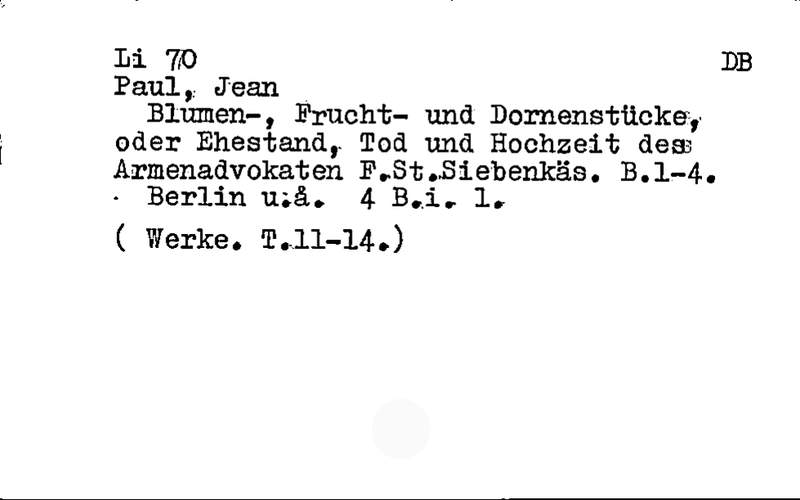 Li 70 DB
Paul, Jean
Blumen-, Frucht- und Dornenstücke,
oder Ehestand, Tod und Hochzeit des
Armenadvokaten F.St.Siebenkäs. B.1-4.
Berlin u.å. 4 B.i. 1.
( Werke. T.11-14.)